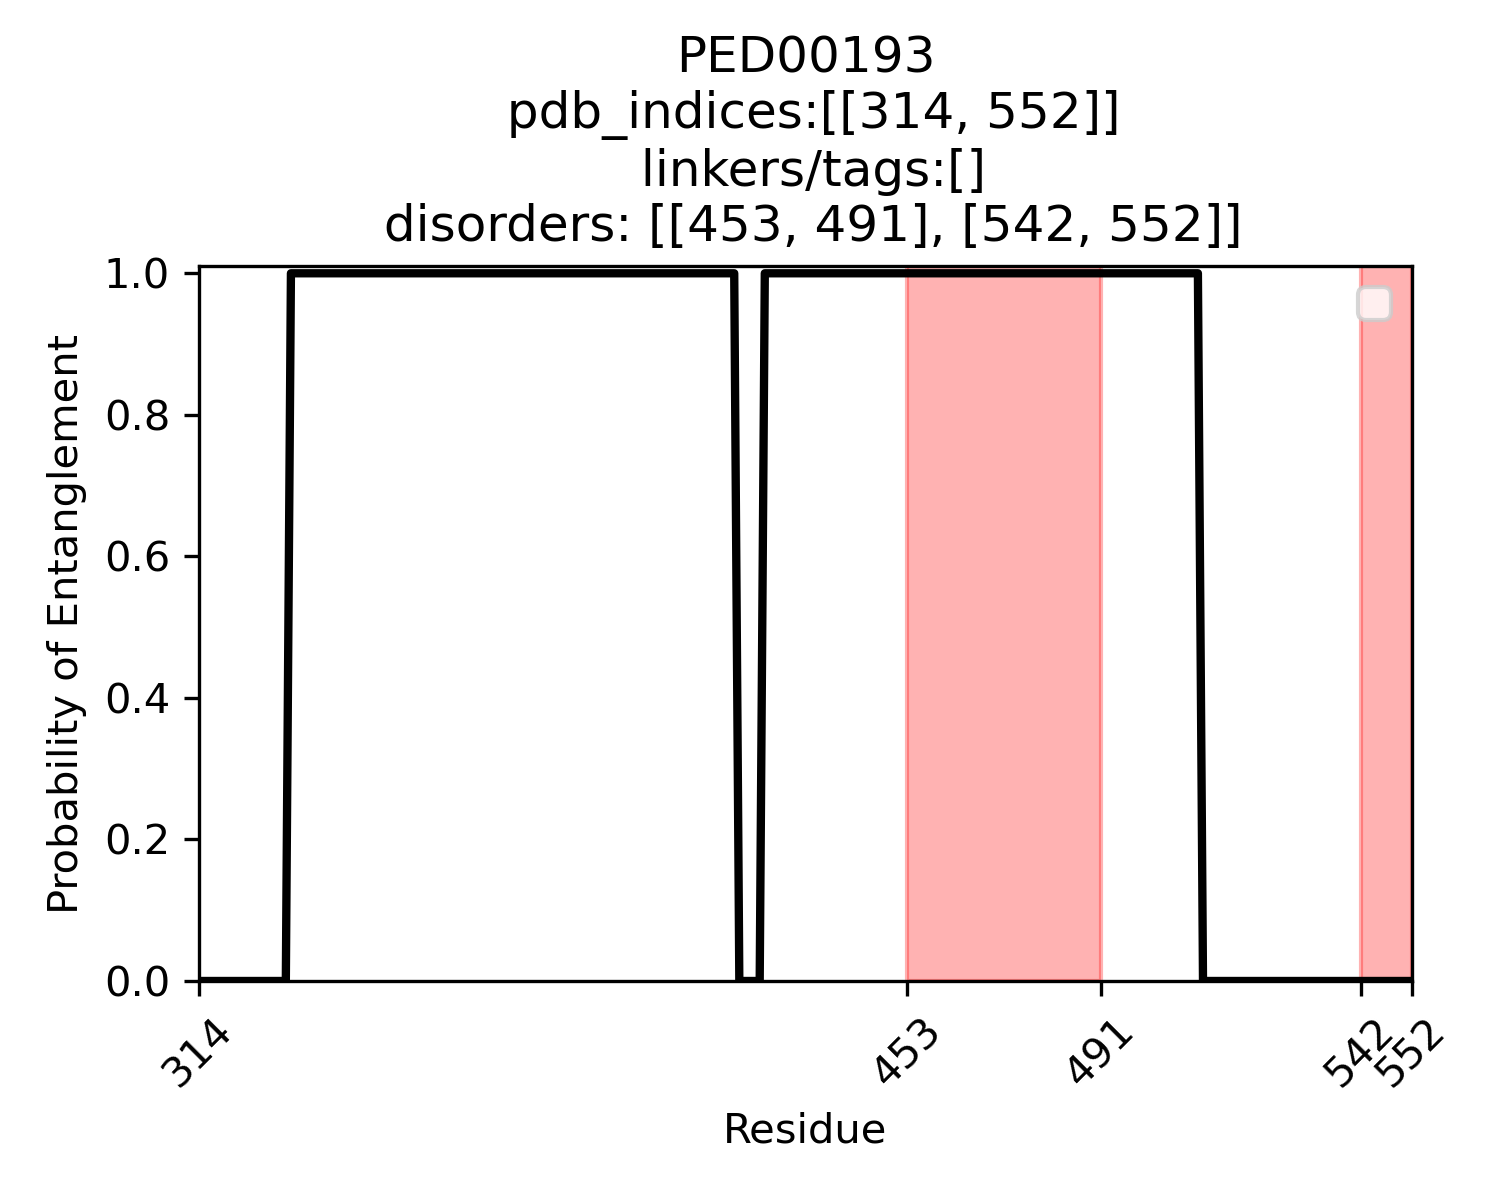 PED00193
pdb_indices:[[314, 552]]
linkers/tags:[]
disorders: [[453, 491], [542, 552]]
1.0
0.8
0.6
0.4
0.2
0.0
Probability of Entanglement
314
453
491
542
552
Residue